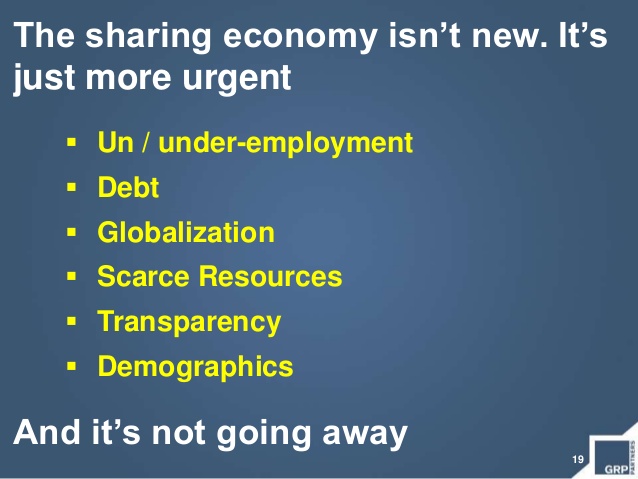 The sharing economy isn’t new. It’s
just more urgent
▪ Un / under-employment
▪ Debt
▪ Globalization
▪ Scarce Resources
▪ Transparency
▪ Demographics
And it’s not going away
19
GRP
PARTNERS